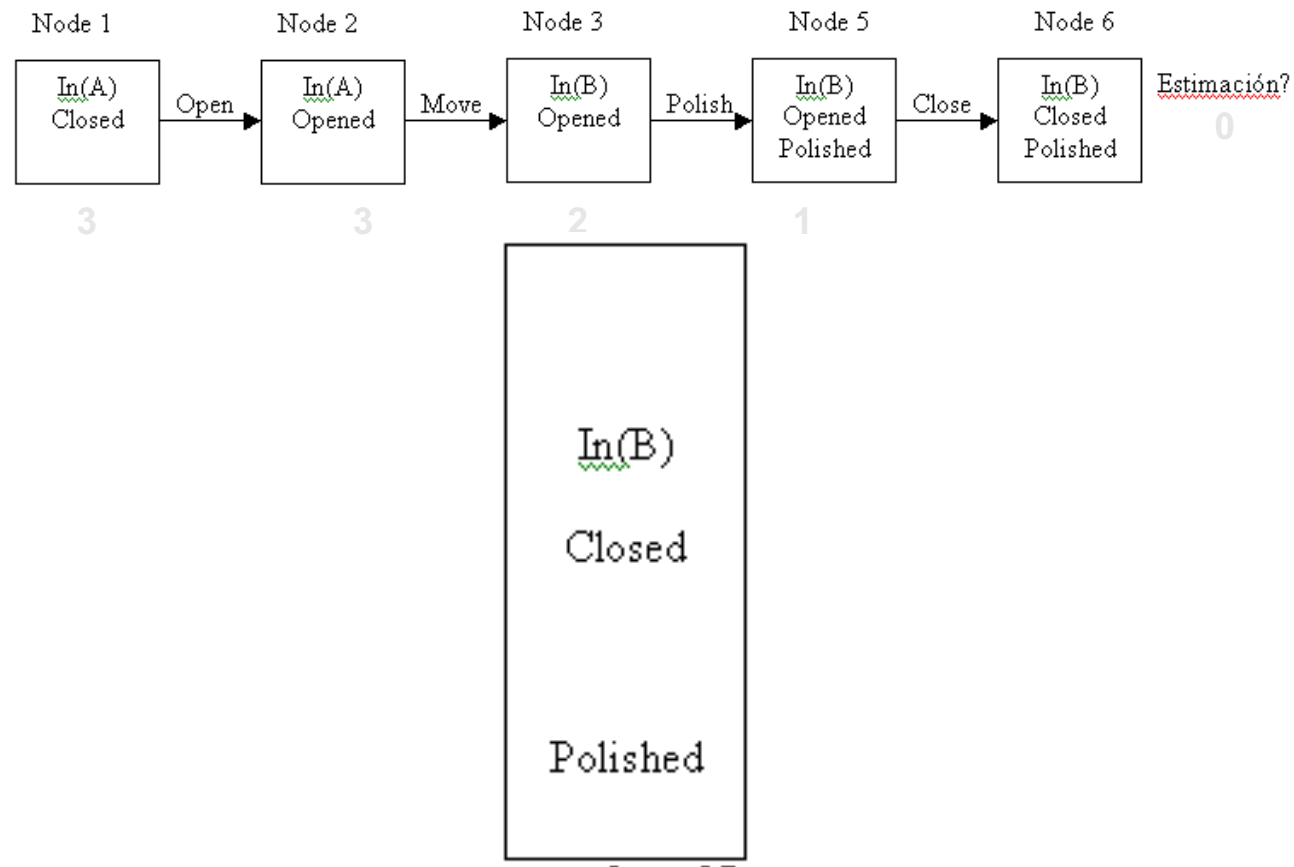 Node 1 Node 2 Node 3 Node 5 Node 6
In(A) In(A) In(B) In(B) In(B) Estimación?
Closed Open Opened Move Opened Polish Opened Close Closed 0
Polished Polished
3 3 2 1
In(B)
Closed
Polished